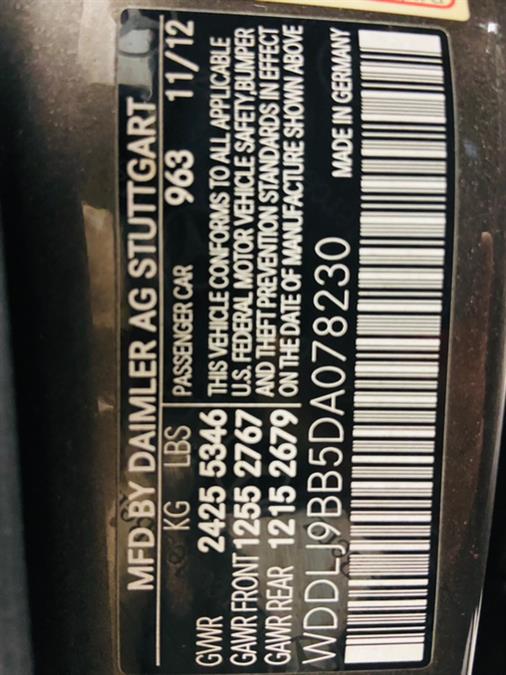 MFD BY DAIMLER AG STUTTGART
963 11/12
KG LBS PASSENGER CAR
GVWR 2425 5346
GAWR FRONT 1255 2767
GAWR REAR 1215 2679
THIS VEHICLE CONFORMS TO ALL APPLICABLE
U.S. FEDERAL MOTOR VEHICLE SAFETY,BUMPER
AND THEFT PREVENTION STANDARDS IN EFFECT
ON THE DATE OF MANUFACTURE SHOWN ABOVE
WDDLJ9BB5DA078230
MADE IN GERMANY